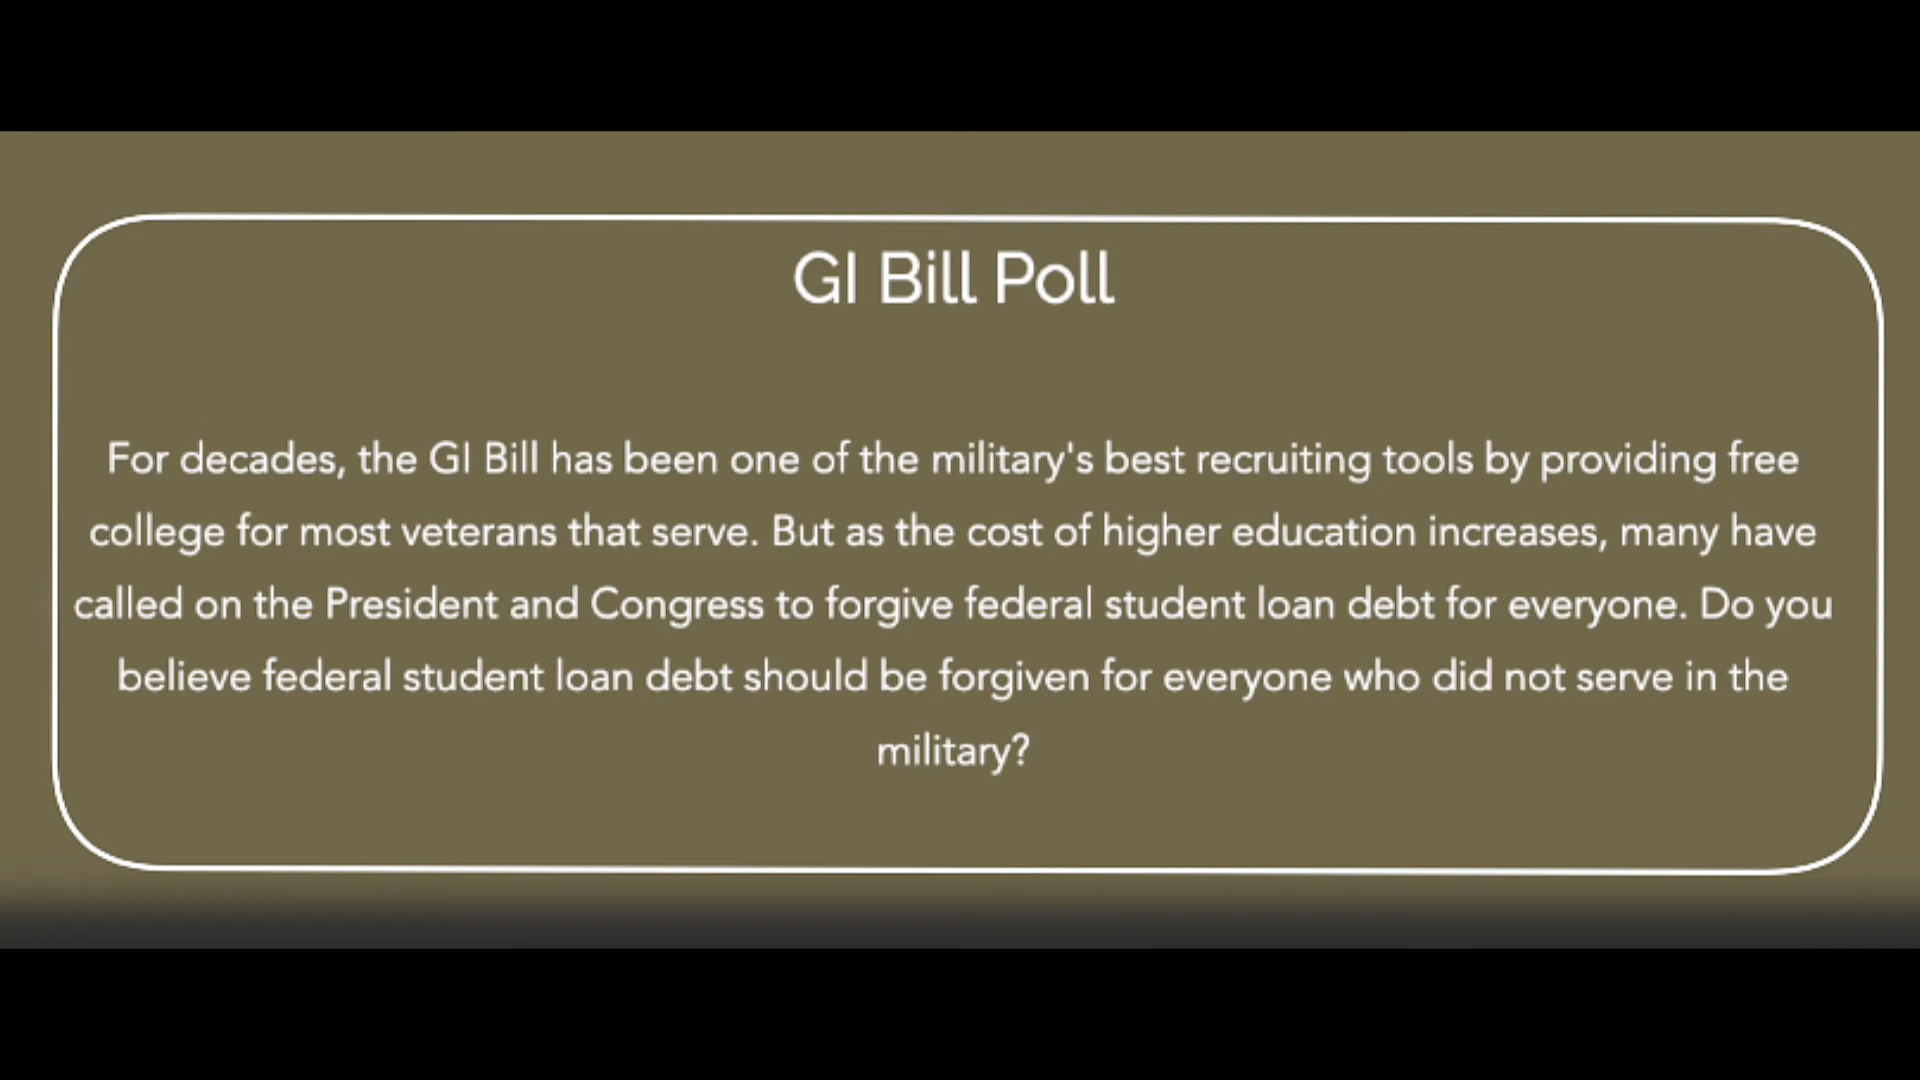 GI Bill Poll
For decades, the GI Bill has been one of the military's best recruiting tools by providing free
college for most veterans that serve. But as the cost of higher education increases, many have
called on the President and Congress to forgive federal student loan debt for everyone. Do you
believe federal student loan debt should be forgiven for everyone who did not serve in the
military?